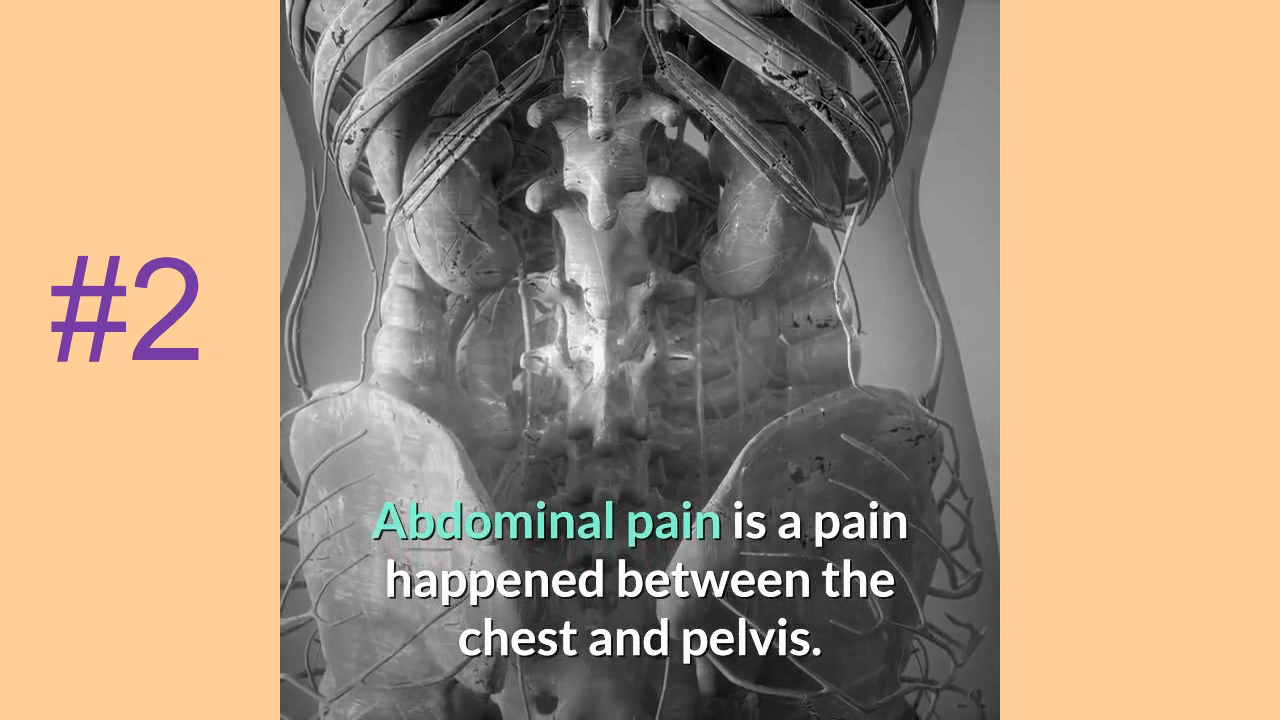 #2
Abdominal pain is a pain
happened between the
chest and pelvis.